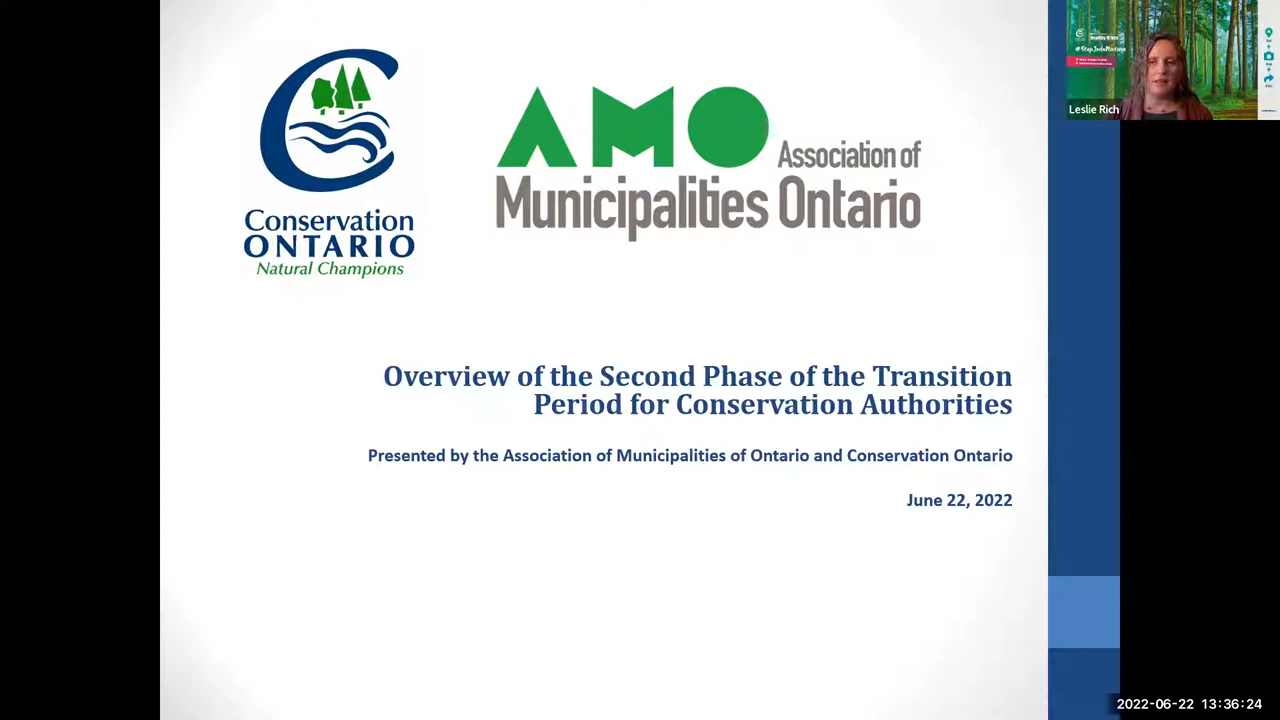 Conservation
ONTARIO
Natural Champions
AMO Association of
Municipalities Ontario
Overview of the Second Phase of the Transition
Period for Conservation Authorities
Presented by the Association of Municipalities of Ontario and Conservation Ontario
June 22, 2022
Leslie Rich
2022-06-22 13:36:24